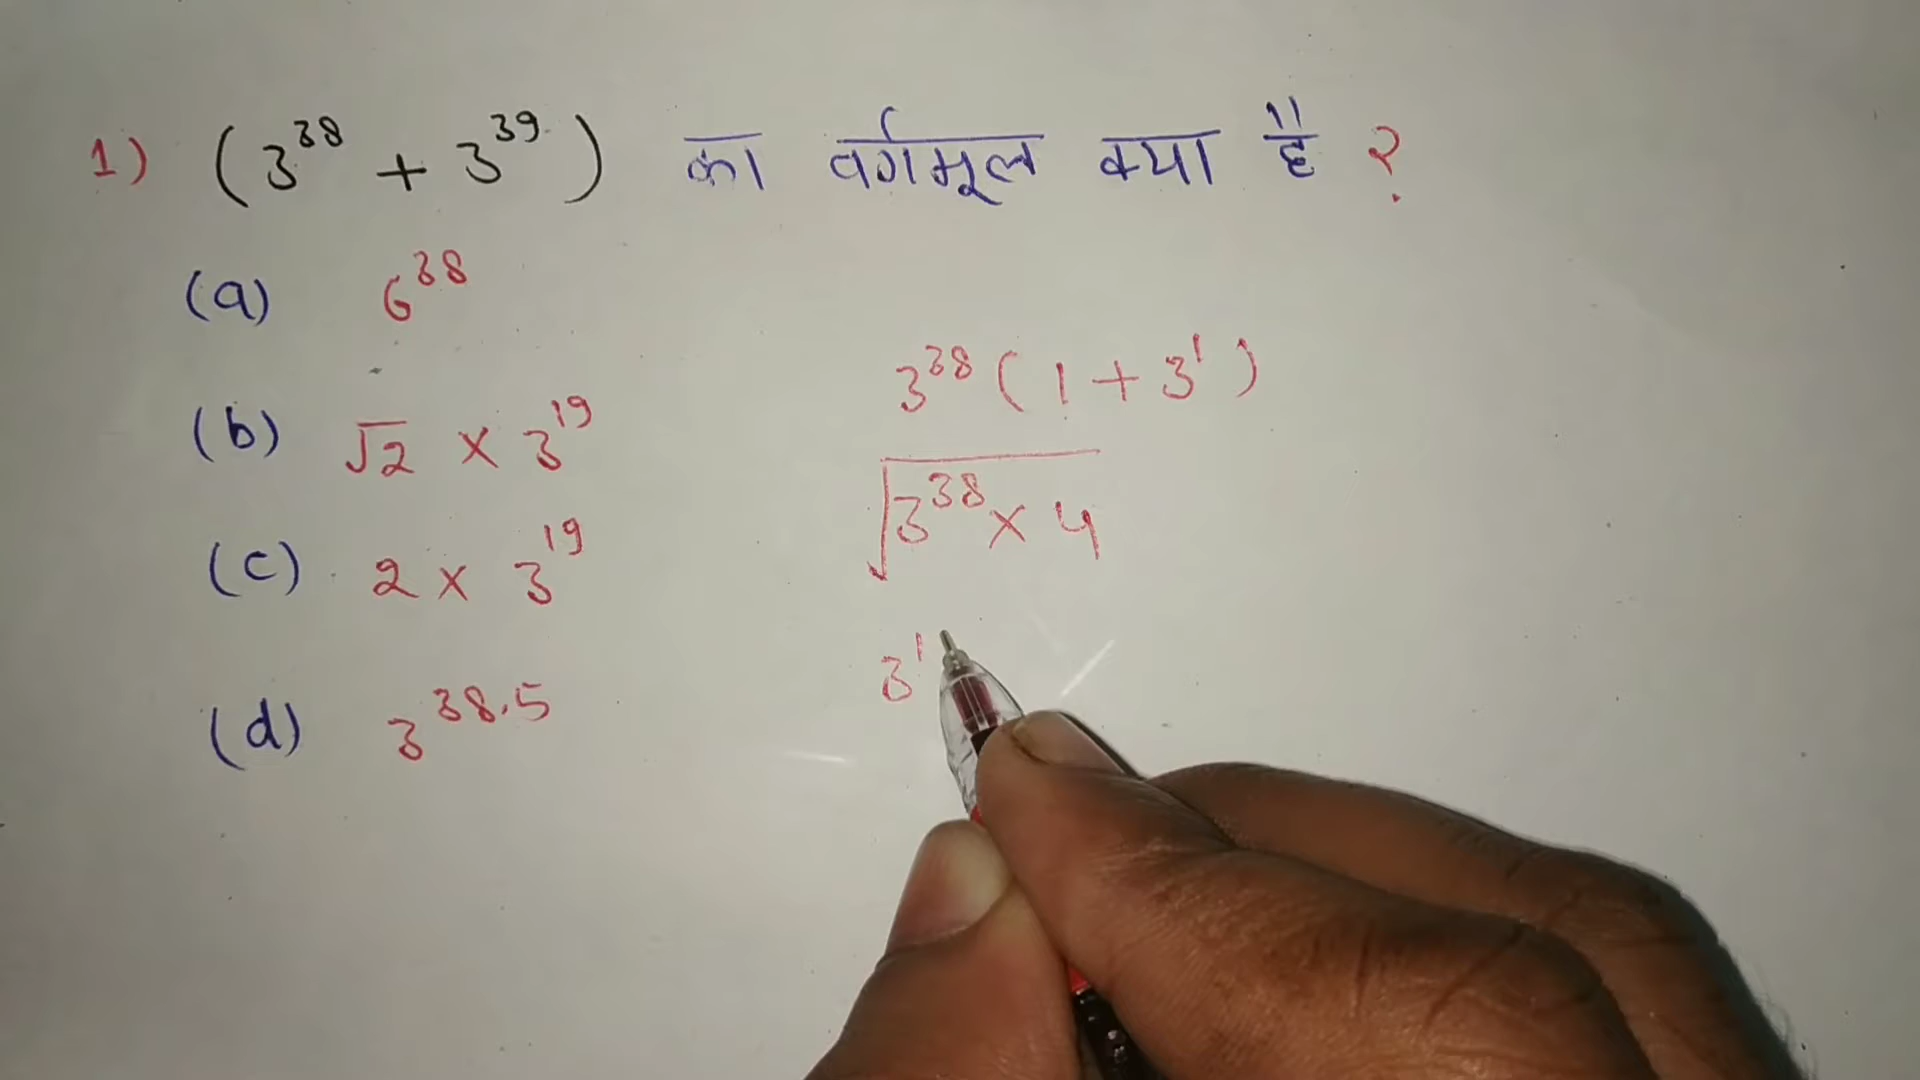 1) (3³⁸ + 3³⁹) का वर्गमूल क्या है ?
(a) 6³⁸
(b) √2 × 3¹⁹
(c) 2 × 3¹⁹
(d) 3³⁸·⁵
3³⁸ (1 + 3¹)
√3³⁸ × 4
3¹